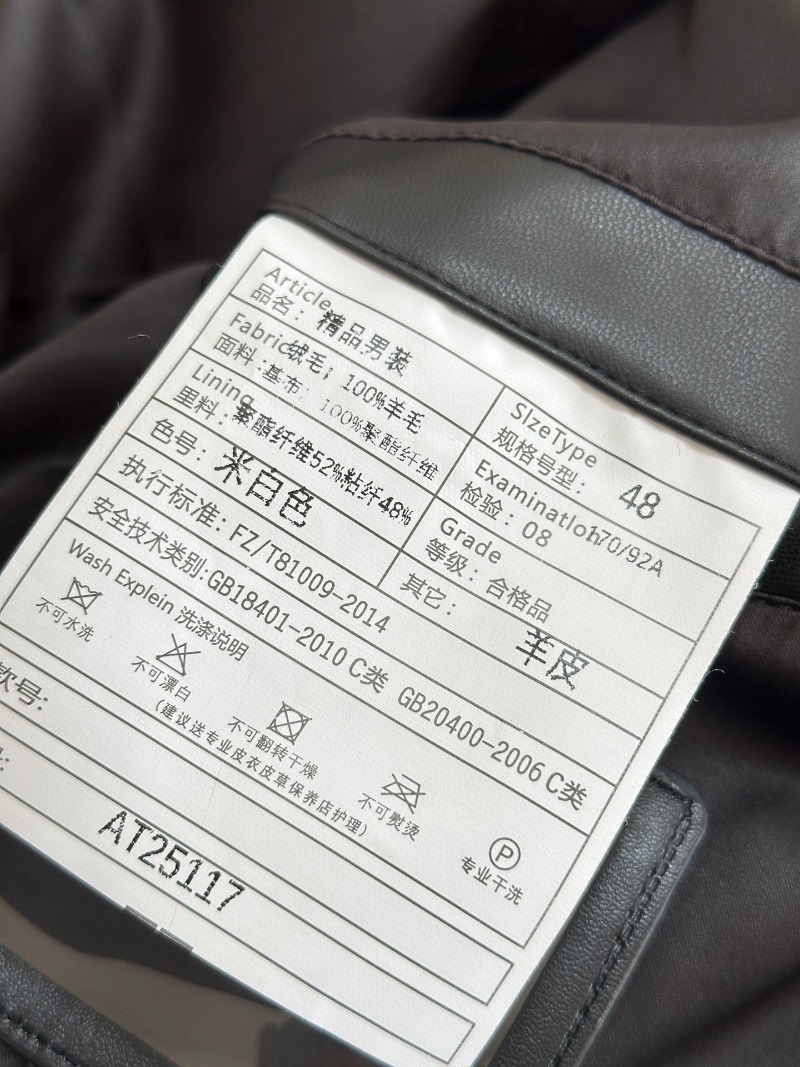 Article
品名: 精品男装
Fabric
面料: 绒毛; 100%羊毛
基布: 100%聚酯纤维
Lining
里料: 聚酯纤维52%粘纤48%
色号: 米白色
SIzeType
规格号型: 48
170/92A
ExaminatIon
检验: 08
Grade
等级: 合格品
其它: 羊皮
执行标准: FZ/T81009-2014
安全技术类别:GB18401-2010 C类 GB20400-2006 C类
Wash Explein 洗涤说明
不可水洗
不可漂白
不可翻转干燥
不可熨烫
P
专业干洗
(建议送专业皮衣皮草保养店护理)
款号:
AT25117